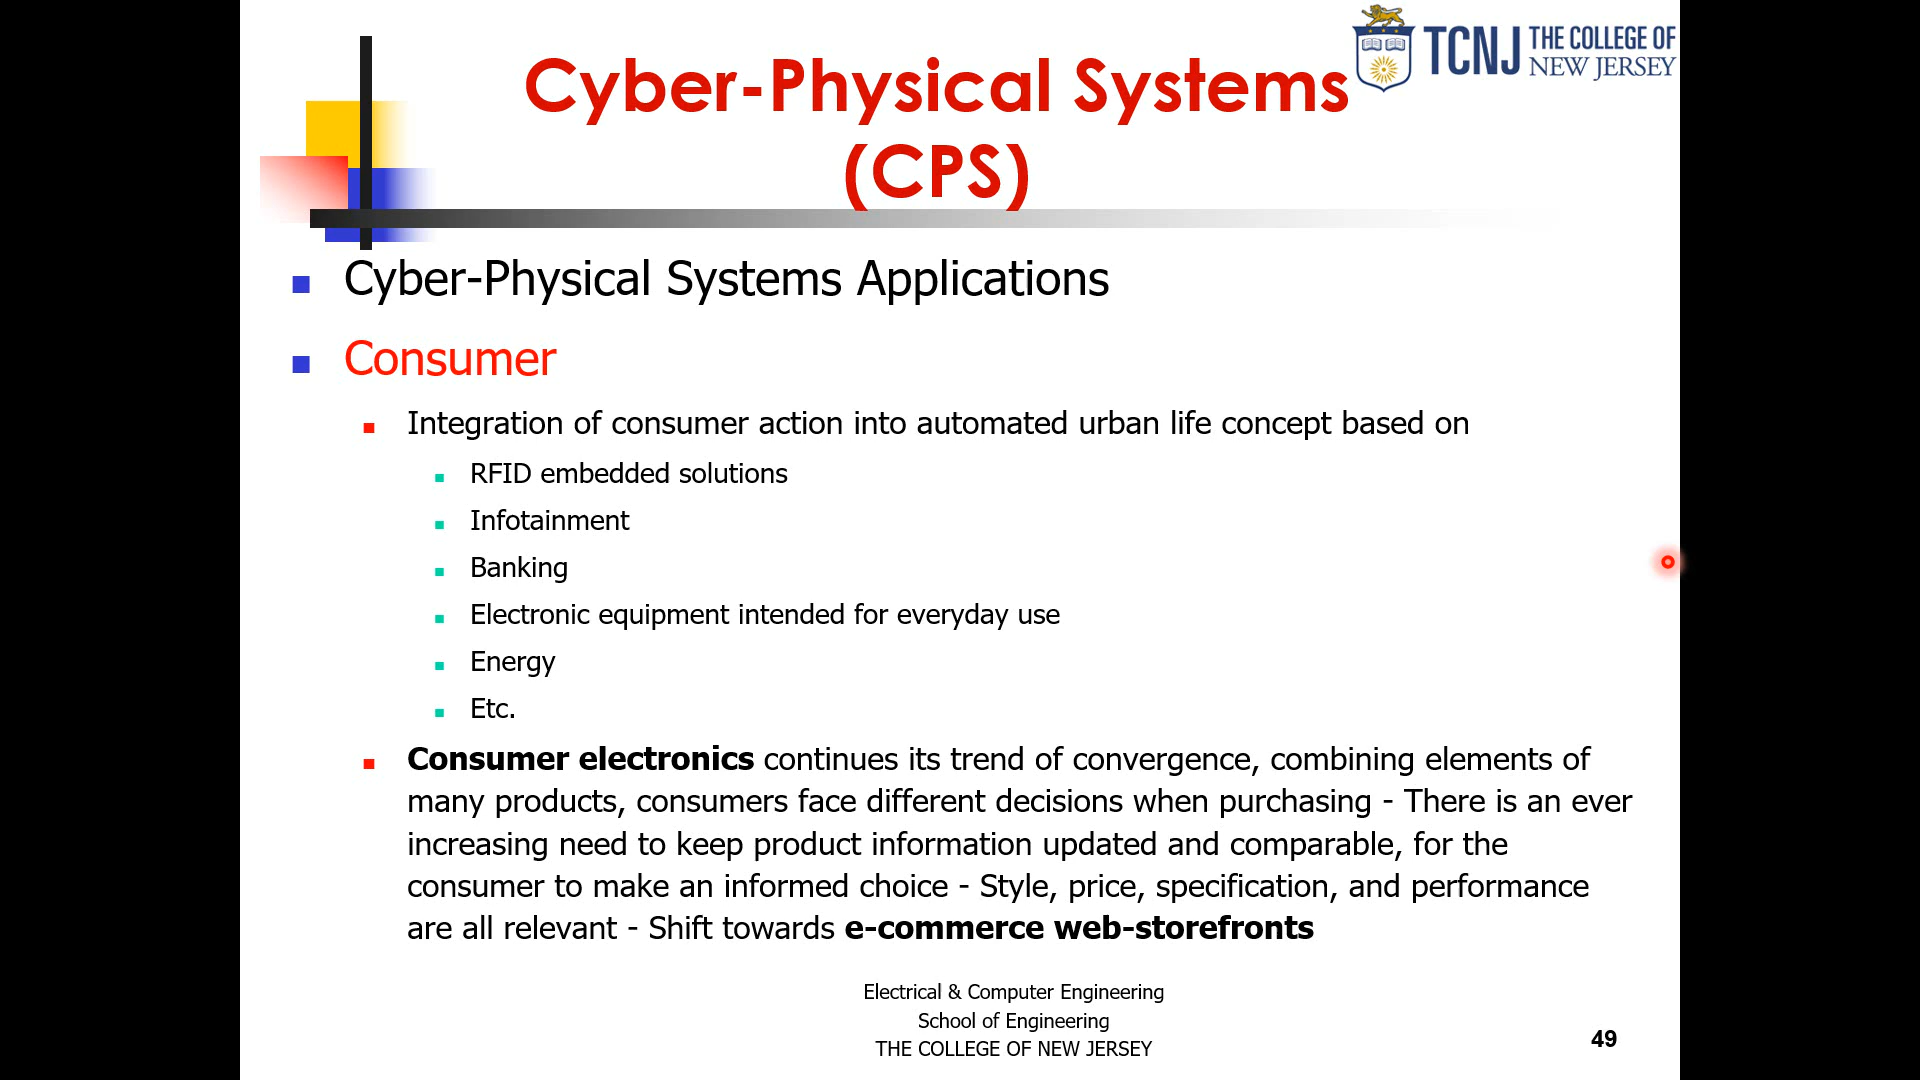 TCNJ THE COLLEGE OF
NEW JERSEY
Cyber-Physical Systems
(CPS)
Cyber-Physical Systems Applications
Consumer
Integration of consumer action into automated urban life concept based on
RFID embedded solutions
Infotainment
Banking
Electronic equipment intended for everyday use
Energy
Etc.
Consumer electronics continues its trend of convergence, combining elements of
many products, consumers face different decisions when purchasing - There is an ever
increasing need to keep product information updated and comparable, for the
consumer to make an informed choice - Style, price, specification, and performance
are all relevant - Shift towards e-commerce web-storefronts
Electrical & Computer Engineering
School of Engineering
THE COLLEGE OF NEW JERSEY
49